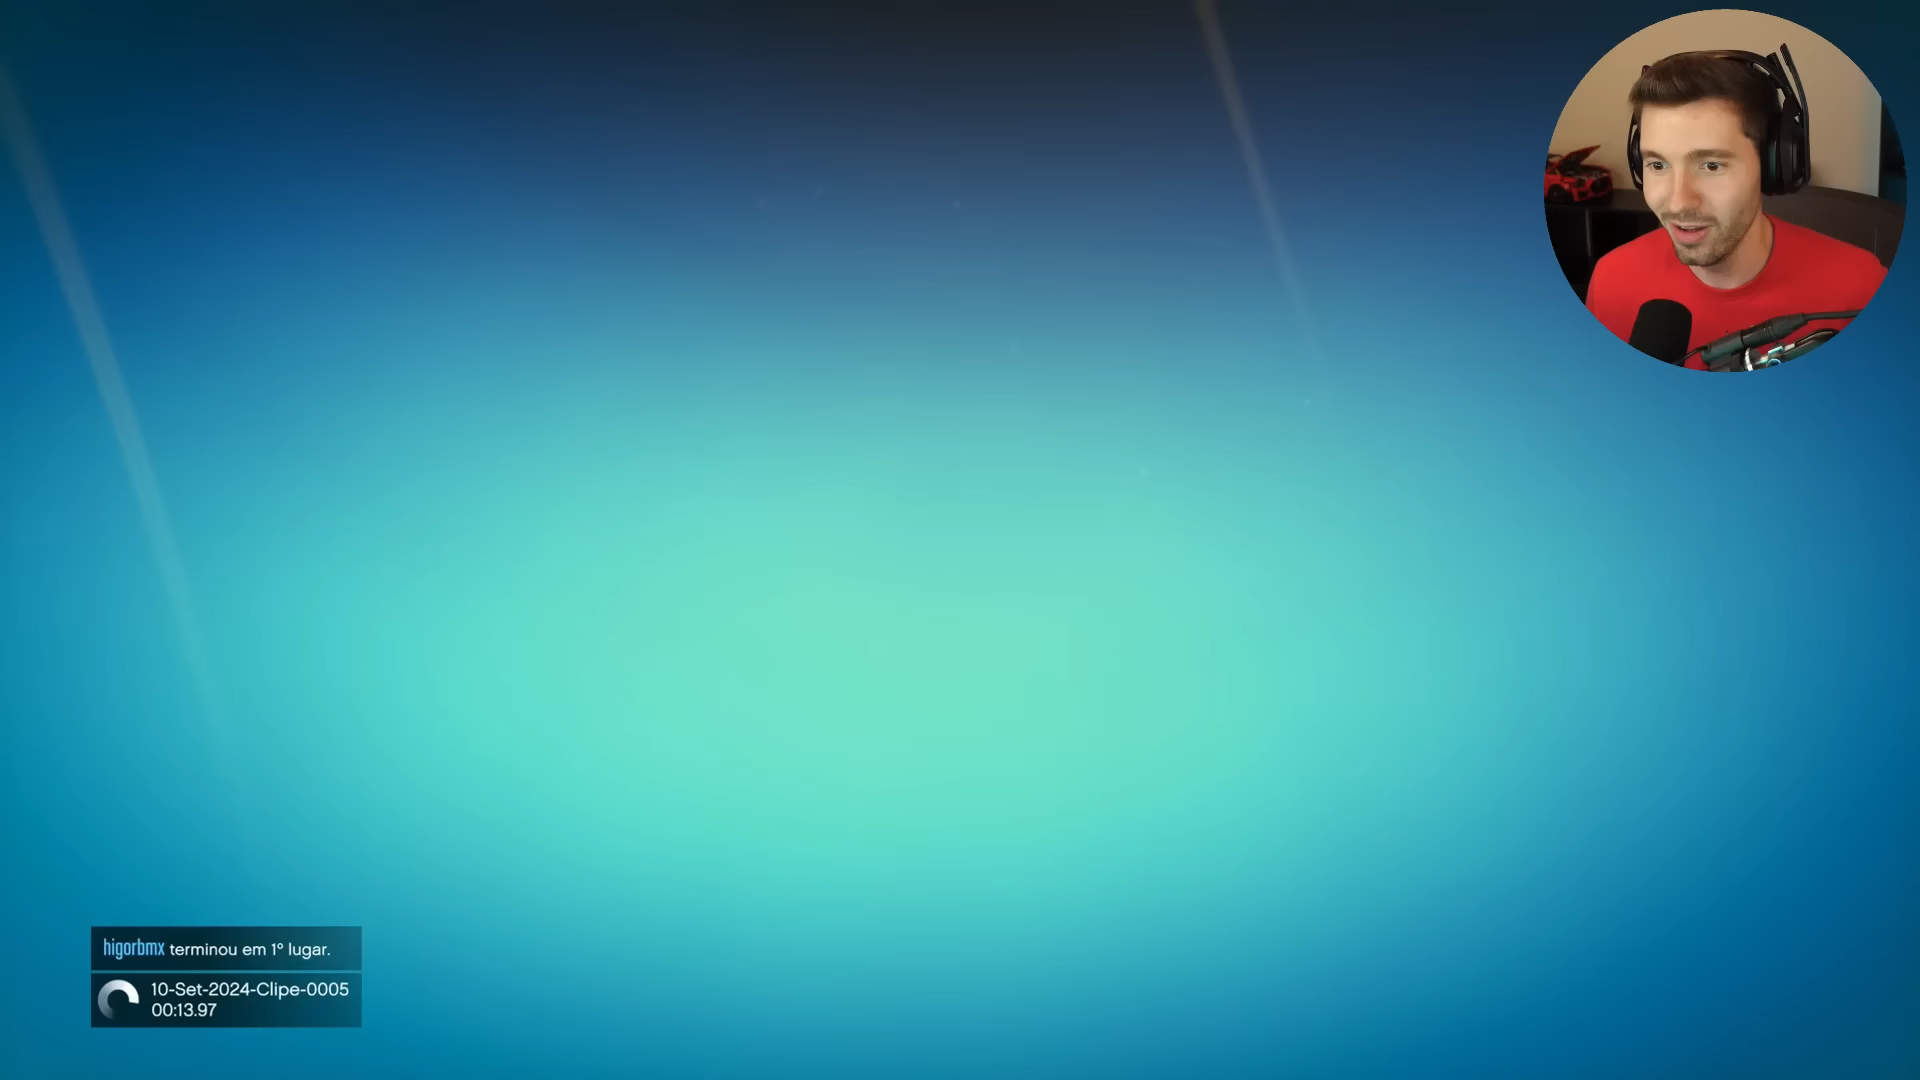 higorbmx terminou em 1º lugar.
10-Set-2024-Clipe-0005
00:13.97